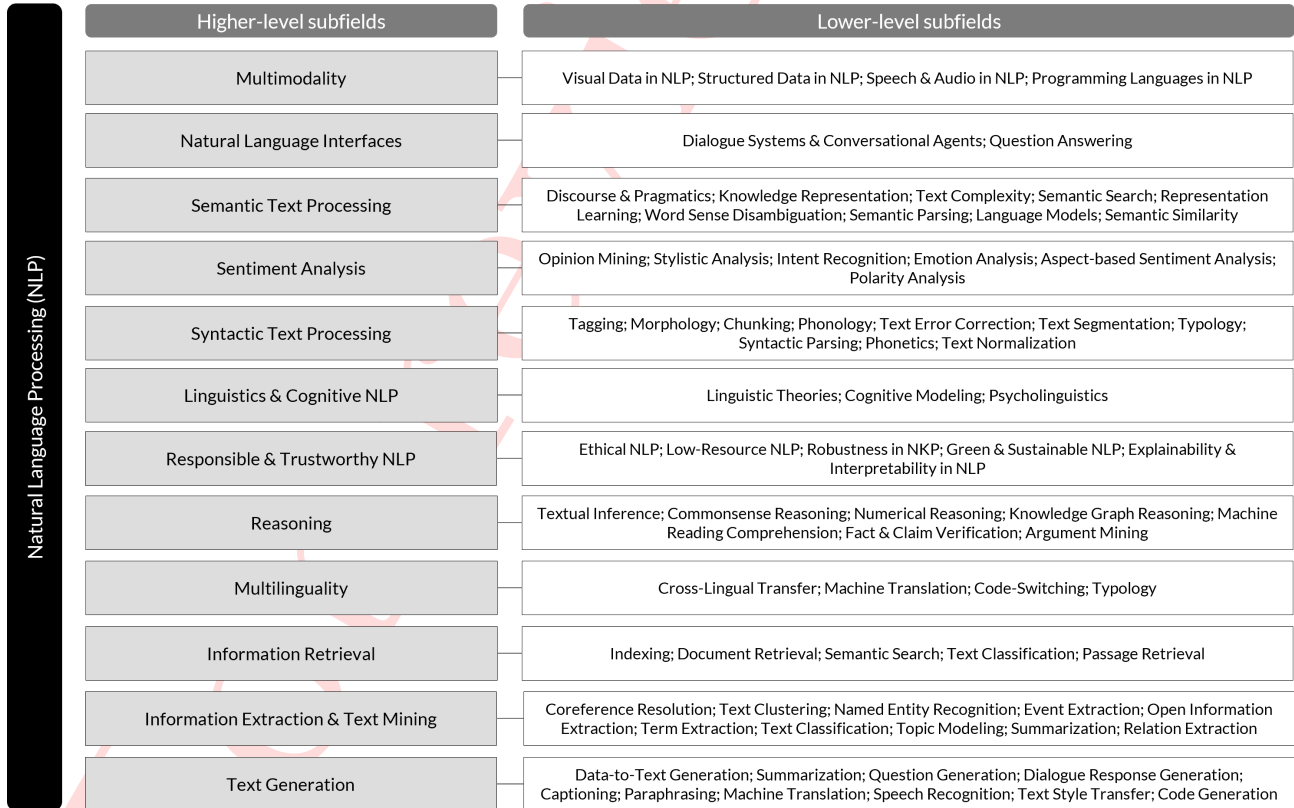 Natural Language Processing (NLP)
Higher-level subfields
Lower-level subfields
Multimodality
Visual Data in NLP; Structured Data in NLP; Speech & Audio in NLP; Programming Languages in NLP
Natural Language Interfaces
Dialogue Systems & Conversational Agents; Question Answering
Semantic Text Processing
Discourse & Pragmatics; Knowledge Representation; Text Complexity; Semantic Search; Representation
Learning; Word Sense Disambiguation; Semantic Parsing; Language Models; Semantic Similarity
Sentiment Analysis
Opinion Mining; Stylistic Analysis; Intent Recognition; Emotion Analysis; Aspect-based Sentiment Analysis;
Polarity Analysis
Syntactic Text Processing
Tagging; Morphology; Chunking; Phonology; Text Error Correction; Text Segmentation; Typology;
Syntactic Parsing; Phonetics; Text Normalization
Linguistics & Cognitive NLP
Linguistic Theories; Cognitive Modeling; Psycholinguistics
Responsible & Trustworthy NLP
Ethical NLP; Low-Resource NLP; Robustness in NKP; Green & Sustainable NLP; Explainability &
Interpretability in NLP
Reasoning
Textual Inference; Commonsense Reasoning; Numerical Reasoning; Knowledge Graph Reasoning; Machine
Reading Comprehension; Fact & Claim Verification; Argument Mining
Multilinguality
Cross-Lingual Transfer; Machine Translation; Code-Switching; Typology
Information Retrieval
Indexing; Document Retrieval; Semantic Search; Text Classification; Passage Retrieval
Information Extraction & Text Mining
Coreference Resolution; Text Clustering; Named Entity Recognition; Event Extraction; Open Information
Extraction; Term Extraction; Text Classification; Topic Modeling; Summarization; Relation Extraction
Text Generation
Data-to-Text Generation; Summarization; Question Generation; Dialogue Response Generation;
Captioning; Paraphrasing; Machine Translation; Speech Recognition; Text Style Transfer; Code Generation